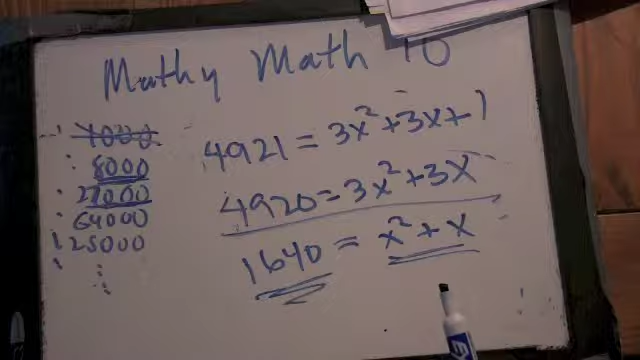 Mathy Math 10
1000
8000
27000
64000
125000
4921 = 3x² + 3x + 1
4920 = 3x² + 3x
1640 = x² + x